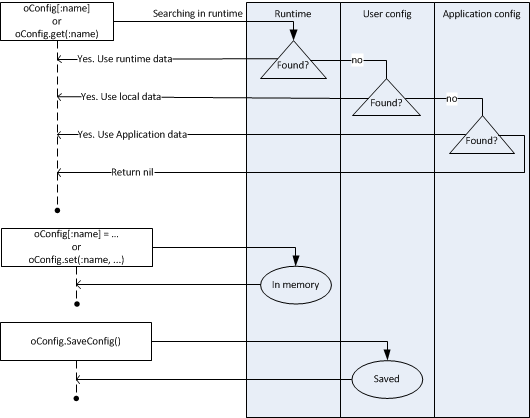 oConfig[:name]
or
oConfig.get(:name)
Searching in runtime
Runtime
User config
Application config
Found?
no
Yes. Use runtime data
Found?
no
Yes. Use local data
Found?
Yes. Use Application data
Return nil
oConfig[:name] = ...
or
oConfig.set(:name, ...)
In memory
oConfig.SaveConfig()
Saved